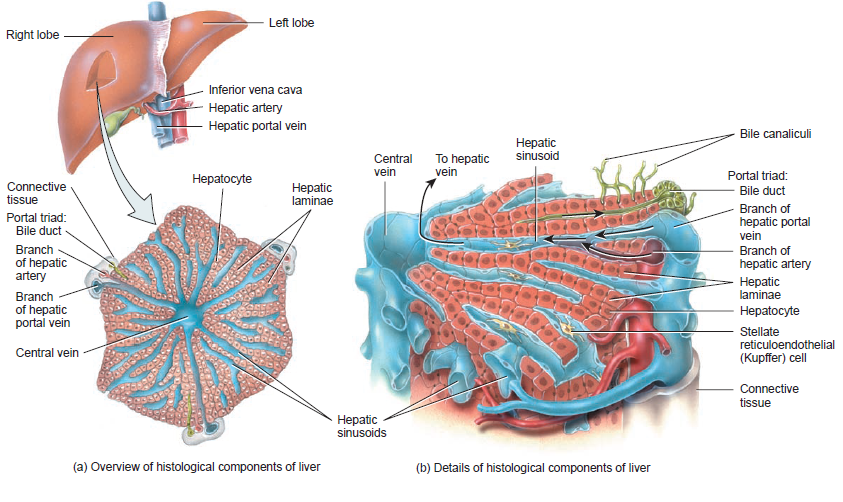 Right lobe
Left lobe
Inferior vena cava
Hepatic artery
Hepatic portal vein
Connective
tissue
Portal triad:
Bile duct
Branch
of hepatic
artery
Branch
of hepatic
portal vein
Central vein
Hepatocyte
Hepatic
laminae
Hepatic
sinusoids
(a) Overview of histological components of liver
Central
vein
To hepatic
vein
Hepatic
sinusoid
Bile canaliculi
Portal triad:
Bile duct
Branch of
hepatic portal
vein
Branch of
hepatic artery
Hepatic
laminae
Hepatocyte
Stellate
reticuloendothelial
(Kupffer) cell
Connective
tissue
(b) Details of histological components of liver